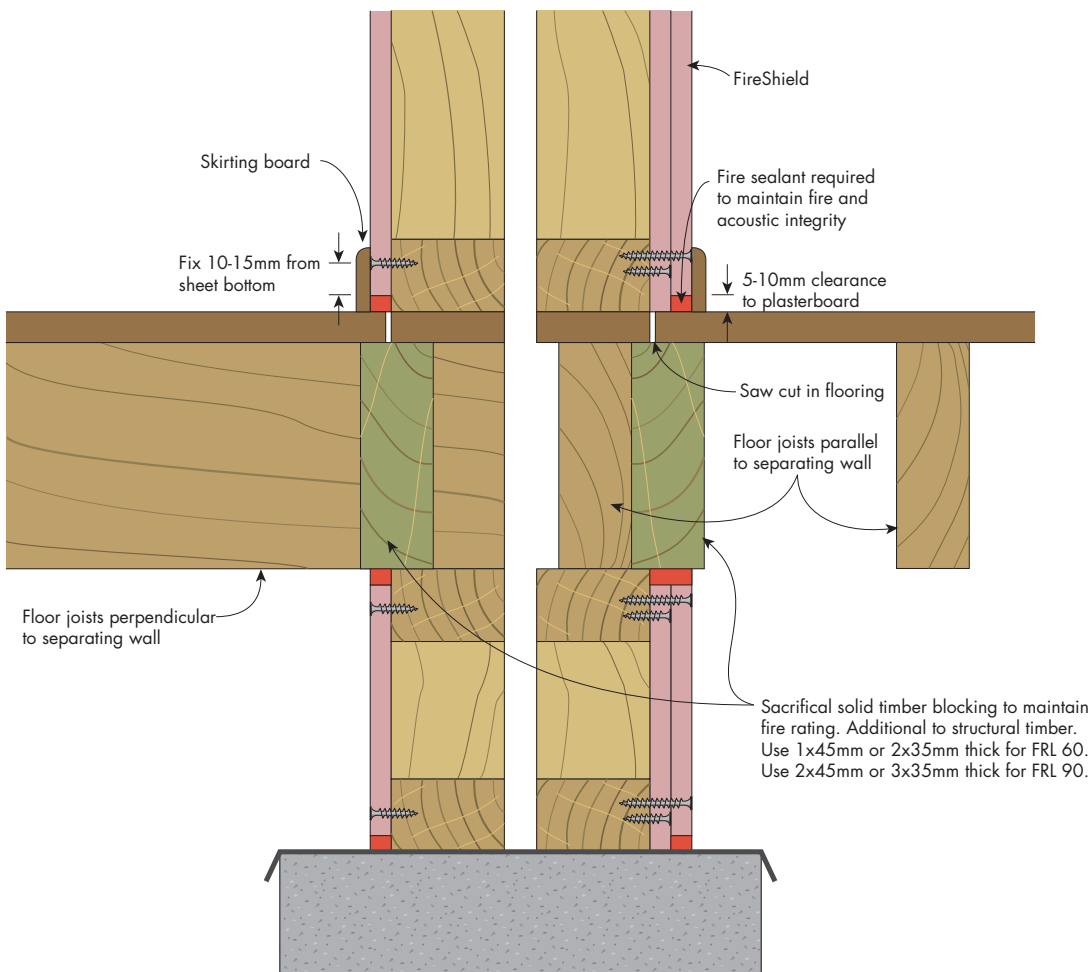 FireShield
Skirting board
Fire sealant required
to maintain fire and
acoustic integrity
Fix 10-15mm from
sheet bottom
5-10mm clearance
to plasterboard
Saw cut in flooring
Floor joists parallel
to separating wall
Floor joists perpendicular
to separating wall
Sacrifical solid timber blocking to maintain
fire rating. Additional to structural timber.
Use 1x45mm or 2x35mm thick for FRL 60.
Use 2x45mm or 3x35mm thick for FRL 90.